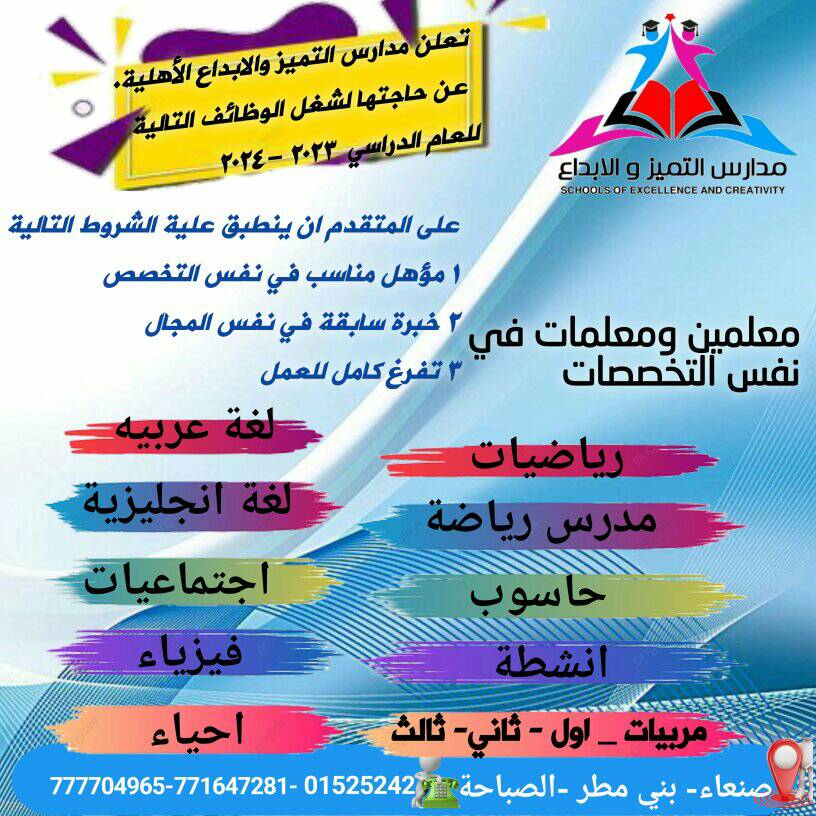 تعلن مدارس التميز والابداع الأهلية.
عن حاجتها لشغل الوظائف التالية
للعام الدراسي ٢٠٢٣ – ٢٠٢٤
مدارس التميز و الابداع
SCHOOLS OF EXCELLENCE AND CREATIVITY
على المتقدم ان ينطبق علية الشروط التالية
١ مؤهل مناسب في نفس التخصص
٢ خبرة سابقة في نفس المجال
٣ تفرغ كامل للعمل
معلمين ومعلمات في
نفس التخصصات
رياضيات
لغة عربيه
مدرس رياضة
لغة انجليزية
حاسوب
اجتماعيات
انشطة
فيزياء
مربيات _ اول - ثاني- ثالث
احياء
صنعاء- بني مطر -الصباحة
777704965-771647281- 01525242